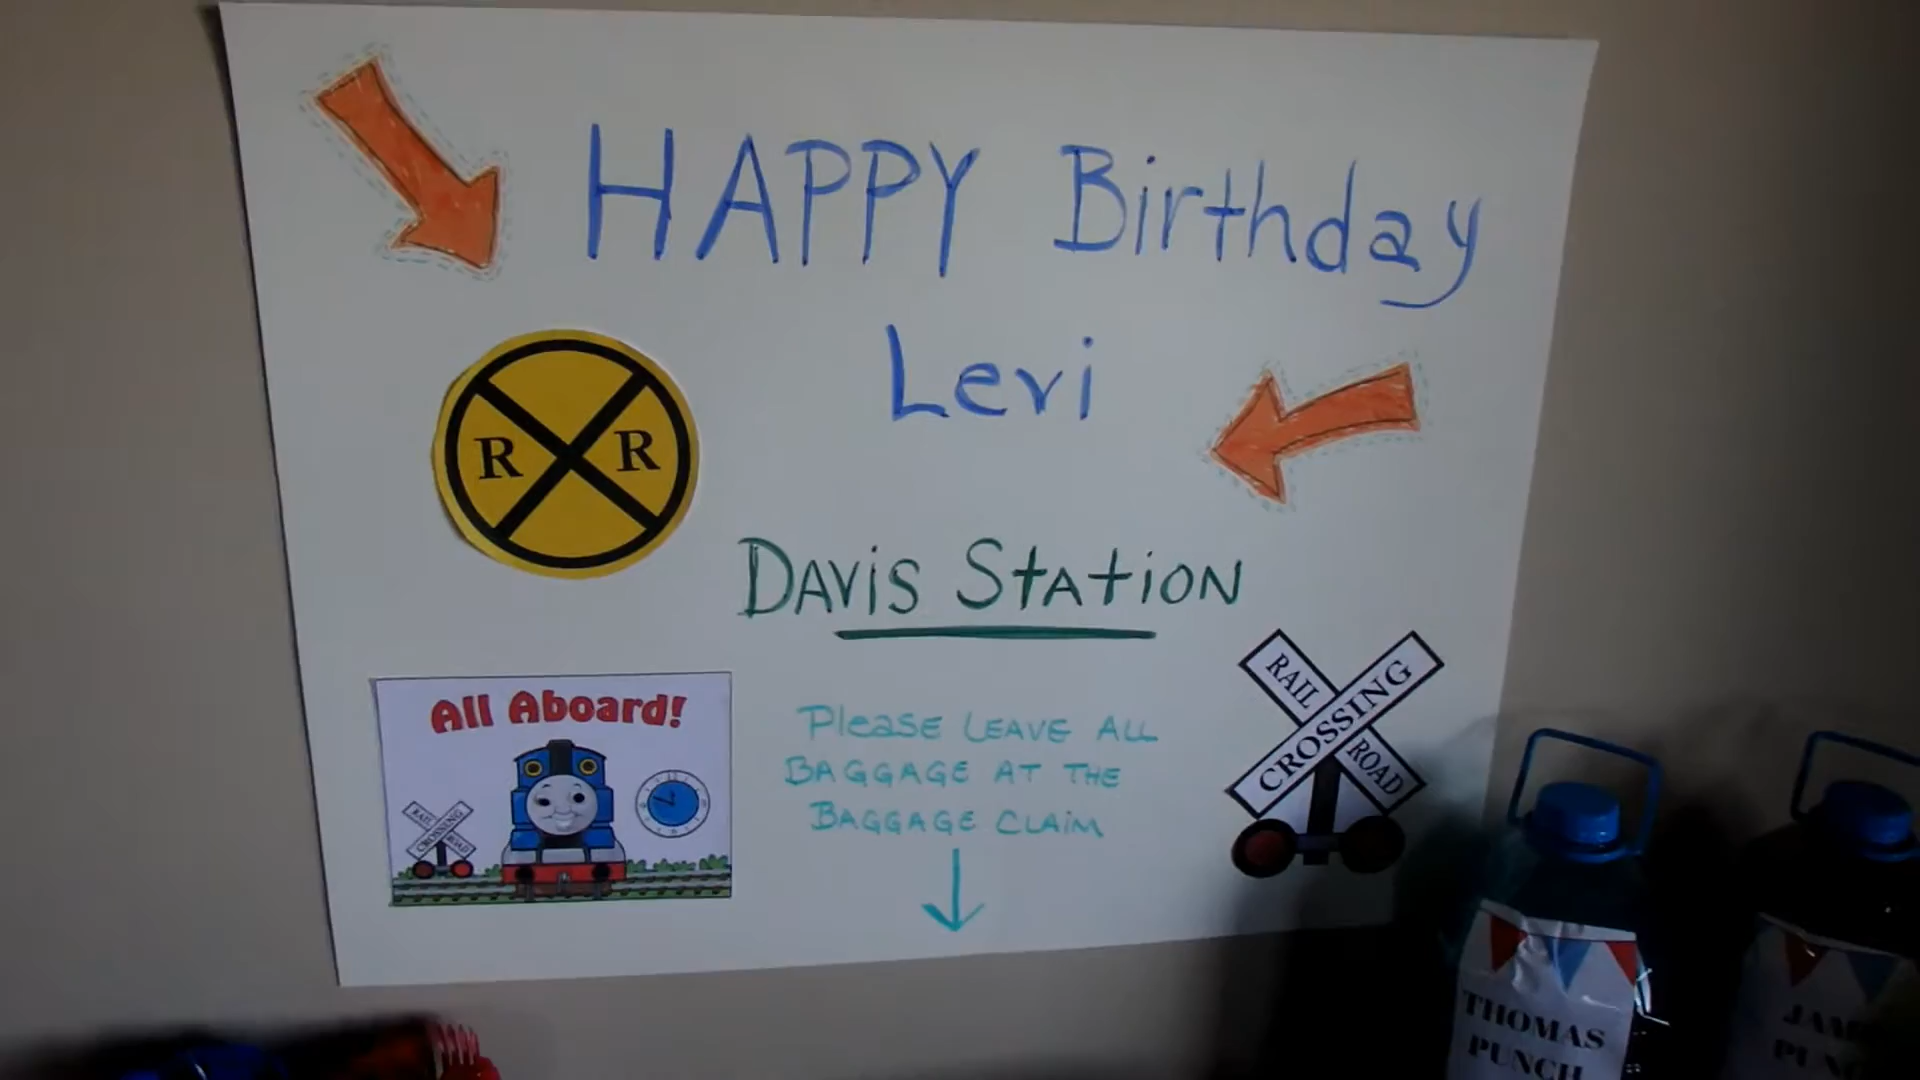 HAPPY Birthday
Levi
R R
DAVIS STATION
All Aboard!
RAIL ROAD
CROSSING
Please LEAVE ALL
BAGGAGE AT THE
BAGGAGE CLAIM
RAIL ROAD
CROSSING
THOMAS
PUNCH